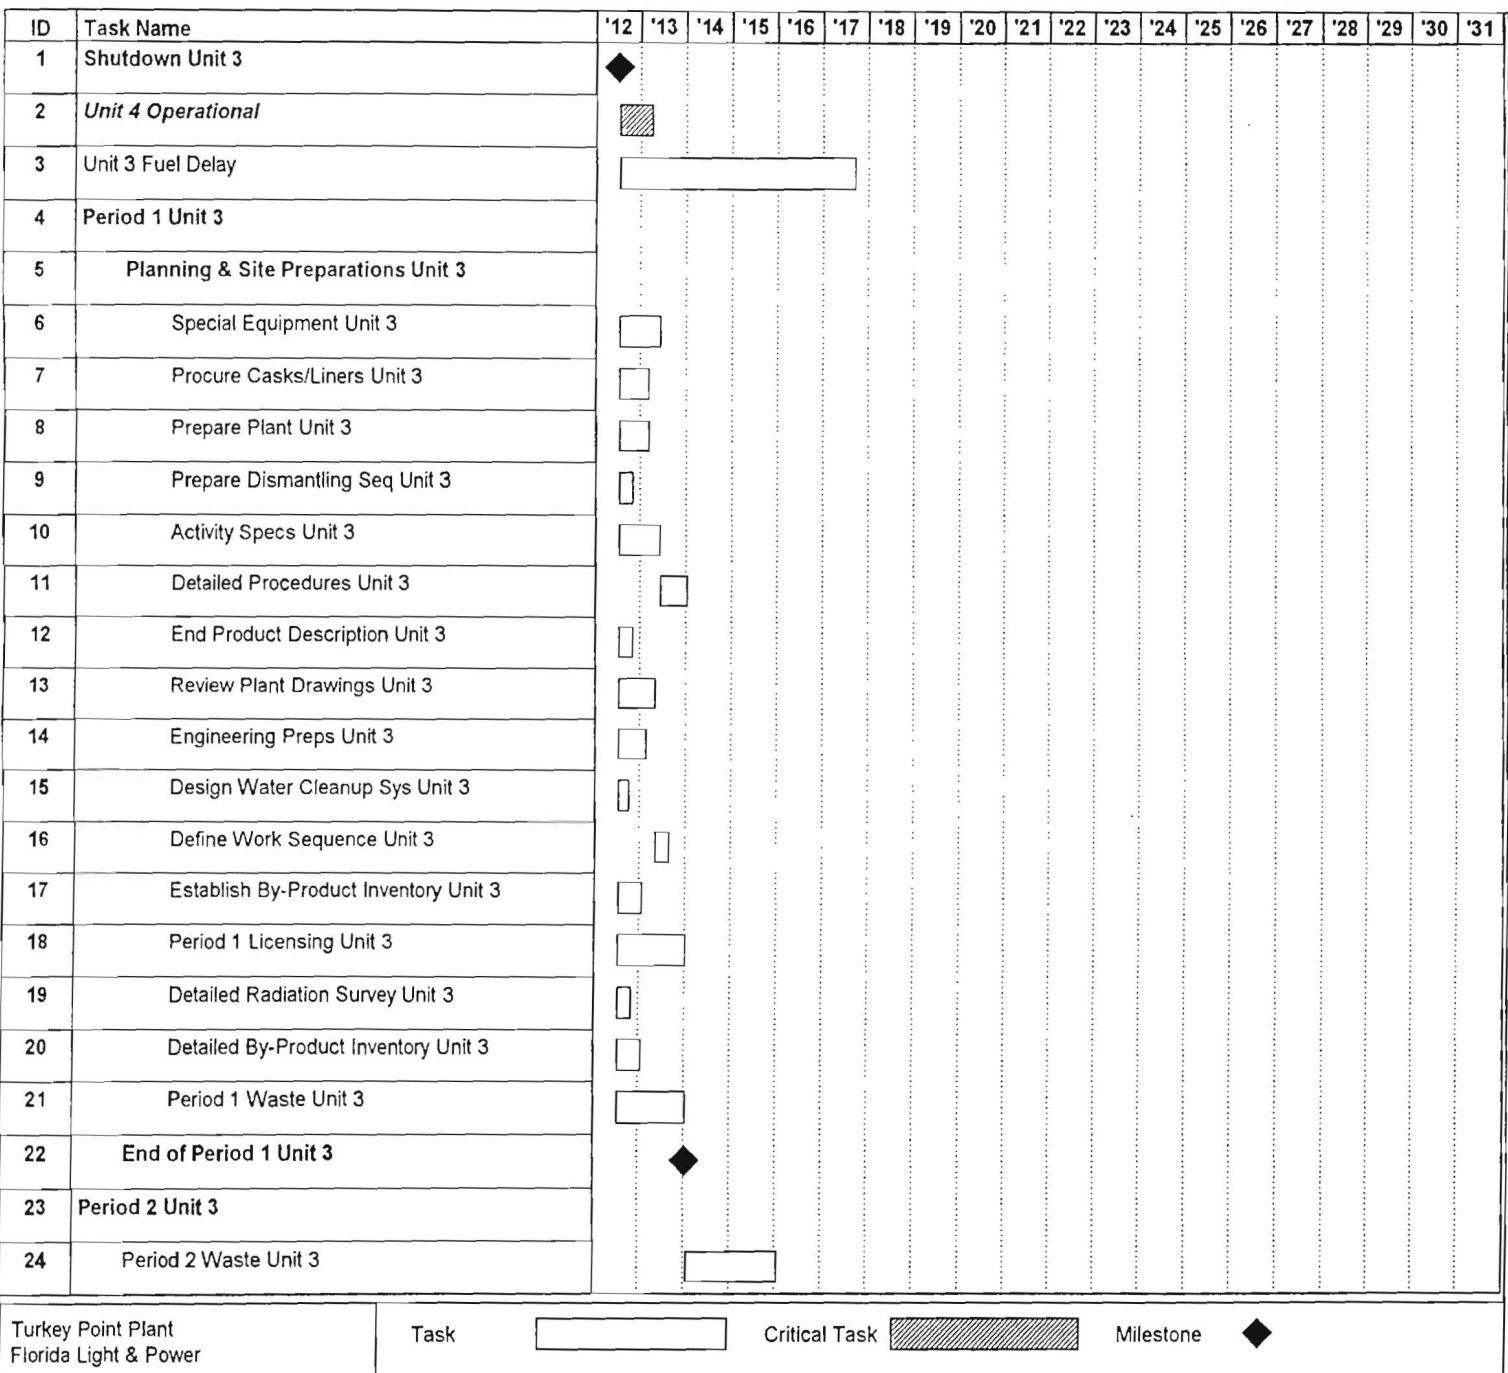 ID Task Name '12 '13 '14 '15 '16 '17 '18 '19 '20 '21 '22 '23 '24 '25 '26 '27 '28 '29 '30 '31
1 Shutdown Unit 3
2 Unit 4 Operational
3 Unit 3 Fuel Delay
4 Period 1 Unit 3
5 Planning & Site Preparations Unit 3
6 Special Equipment Unit 3
7 Procure Casks/Liners Unit 3
8 Prepare Plant Unit 3
9 Prepare Dismantling Seq Unit 3
10 Activity Specs Unit 3
11 Detailed Procedures Unit 3
12 End Product Description Unit 3
13 Review Plant Drawings Unit 3
14 Engineering Preps Unit 3
15 Design Water Cleanup Sys Unit 3
16 Define Work Sequence Unit 3
17 Establish By-Product Inventory Unit 3
18 Period 1 Licensing Unit 3
19 Detailed Radiation Survey Unit 3
20 Detailed By-Product Inventory Unit 3
21 Period 1 Waste Unit 3
22 End of Period 1 Unit 3
23 Period 2 Unit 3
24 Period 2 Waste Unit 3
Turkey Point Plant
Florida Light & Power
Task Critical Task Milestone